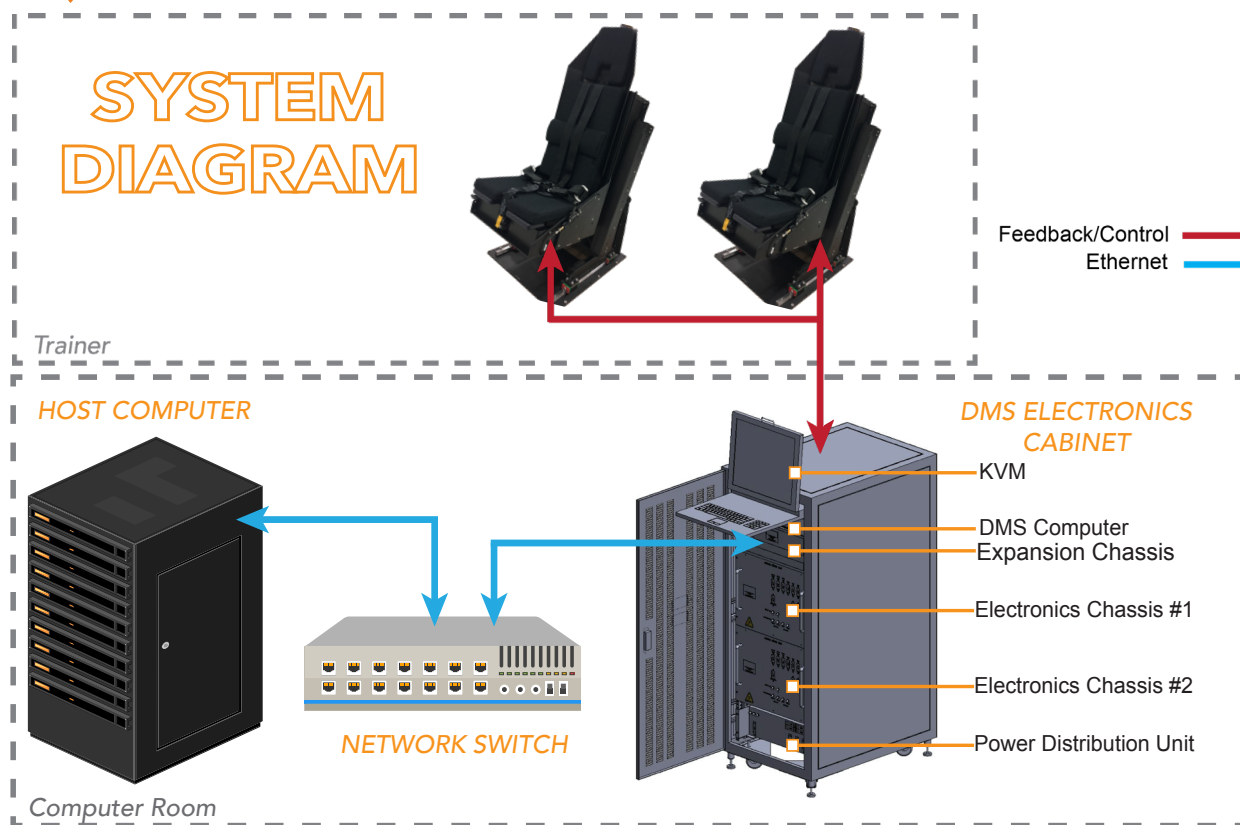 SYSTEM
DIAGRAM
Feedback/Control
Ethernet
Trainer
HOST COMPUTER
DMS ELECTRONICS
CABINET
KVM
DMS Computer
Expansion Chassis
Electronics Chassis #1
Electronics Chassis #2
NETWORK SWITCH
Power Distribution Unit
Computer Room